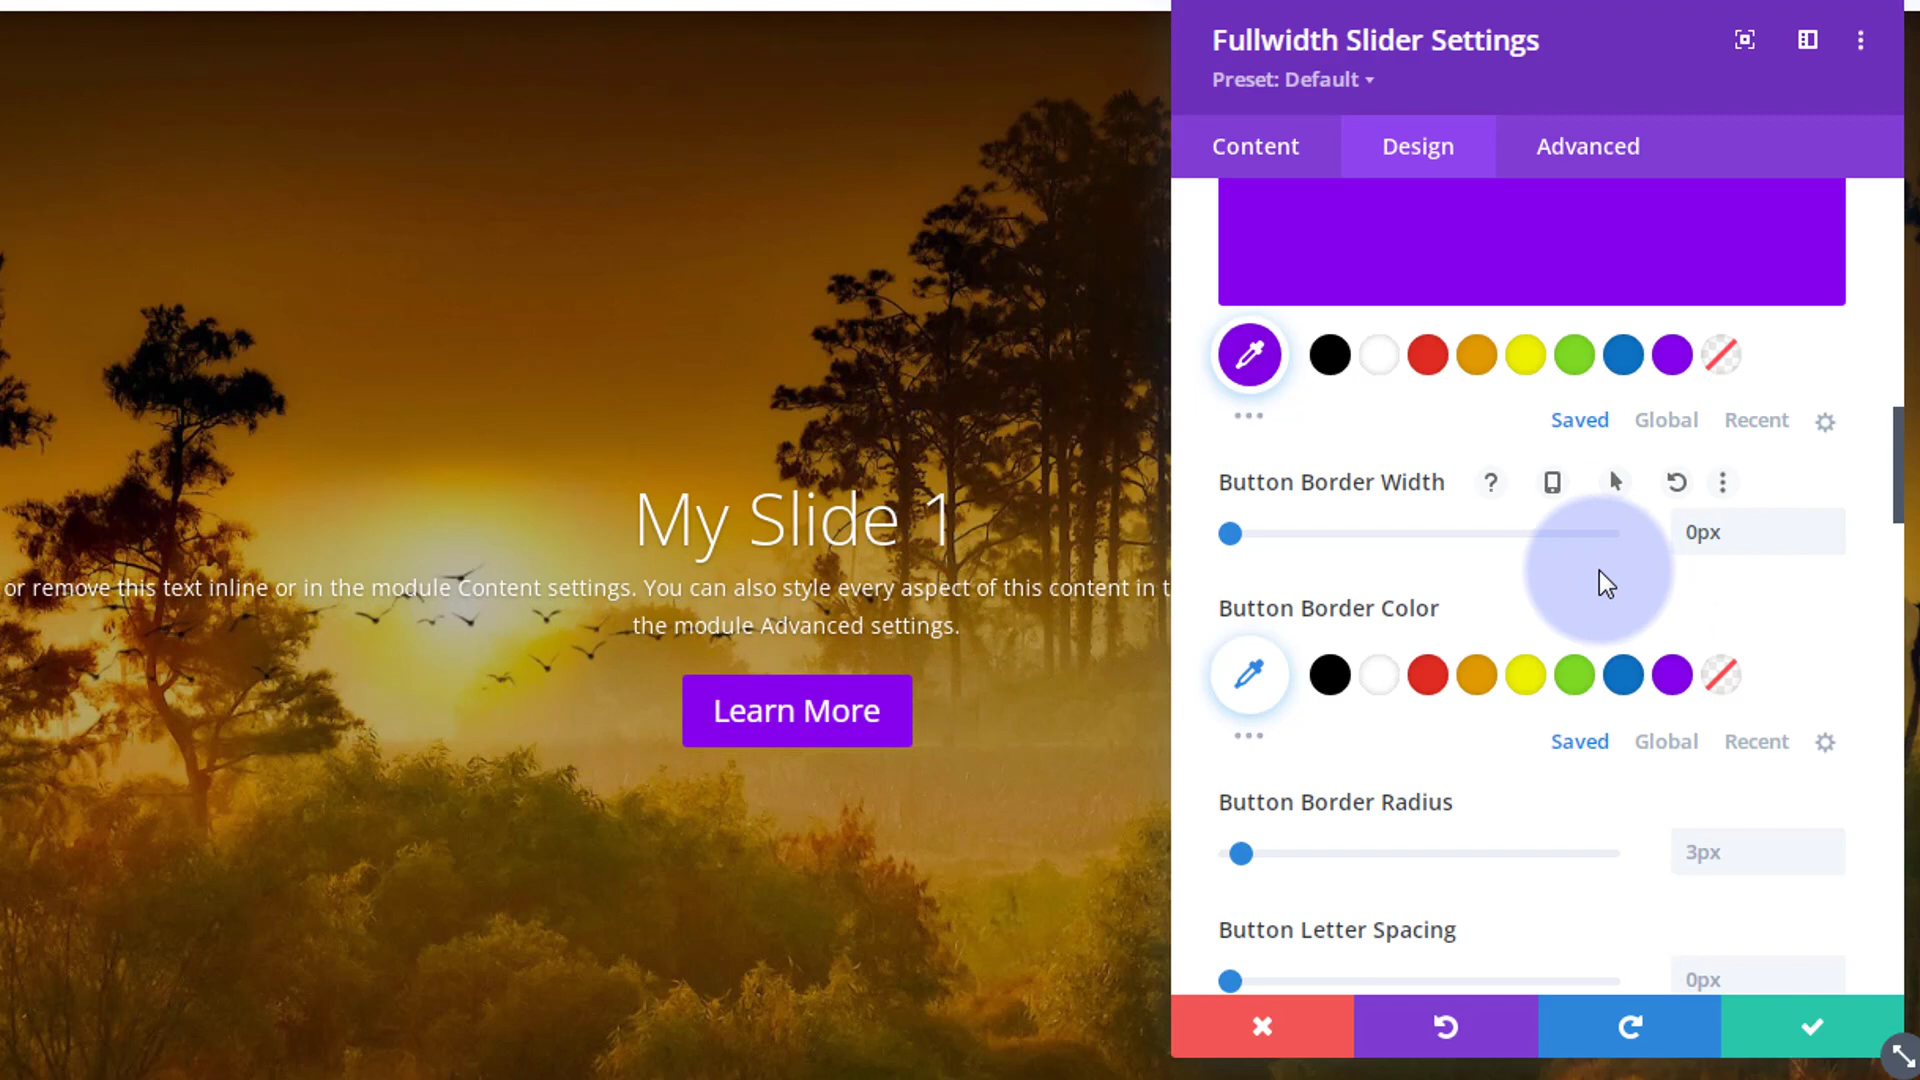 My Slide 1
or remove this text inline or in the module Content settings. You can also style every aspect of this content in t
the module Advanced settings.
Learn More
Fullwidth Slider Settings
Preset: Default
Content
Design
Advanced
Saved Global Recent
Button Border Width ?
0px
Button Border Color
Saved Global Recent
Button Border Radius
3px
Button Letter Spacing
0px